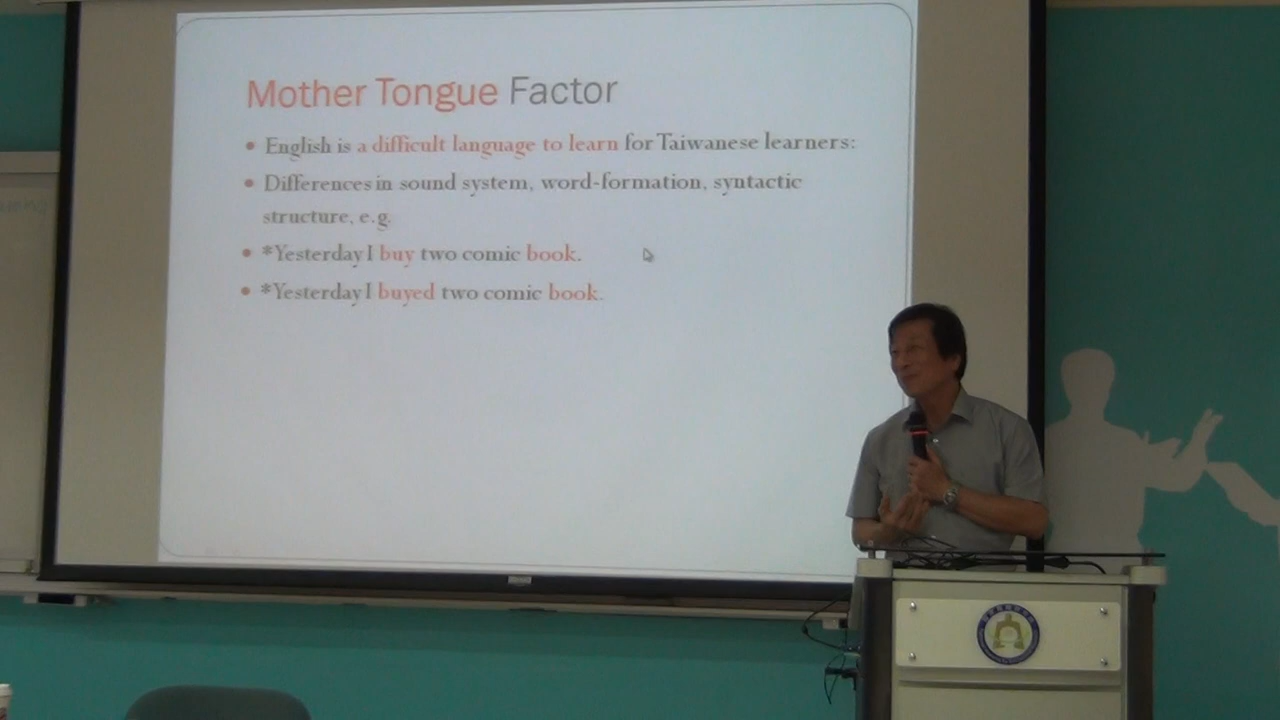 Mother Tongue Factor
• English is a difficult language to learn for Taiwanese learners:
• Differences in sound system, word-formation, syntactic
structure, e.g.
• *Yesterday I buy two comic book.
• *Yesterday I buyed two comic book.